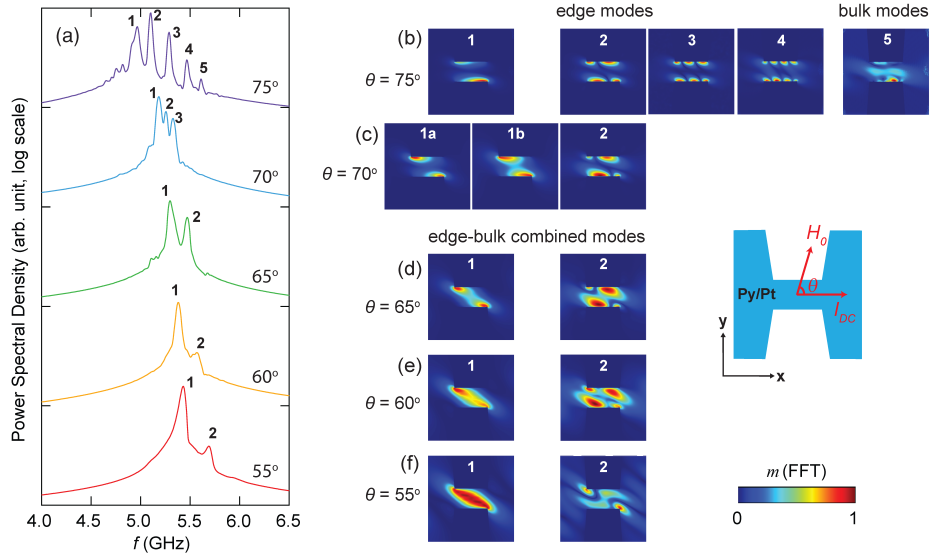 (a)
1 2 3 4 5
75°
1 2 3
70°
1 2
65°
1 2
60°
1 2
55°
Power Spectral Density (arb. unit, log scale)
4.0 4.5 5.0 5.5 6.0 6.5
f (GHz)
edge modes bulk modes
(b) 1 2 3 4 5
θ = 75°
(c) 1a 1b 2
θ = 70°
edge-bulk combined modes
(d) 1 2
θ = 65°
(e) 1 2
θ = 60°
(f) 1 2
θ = 55°
H0
θ
Py/Pt
IDC
y
x
m (FFT)
0 1